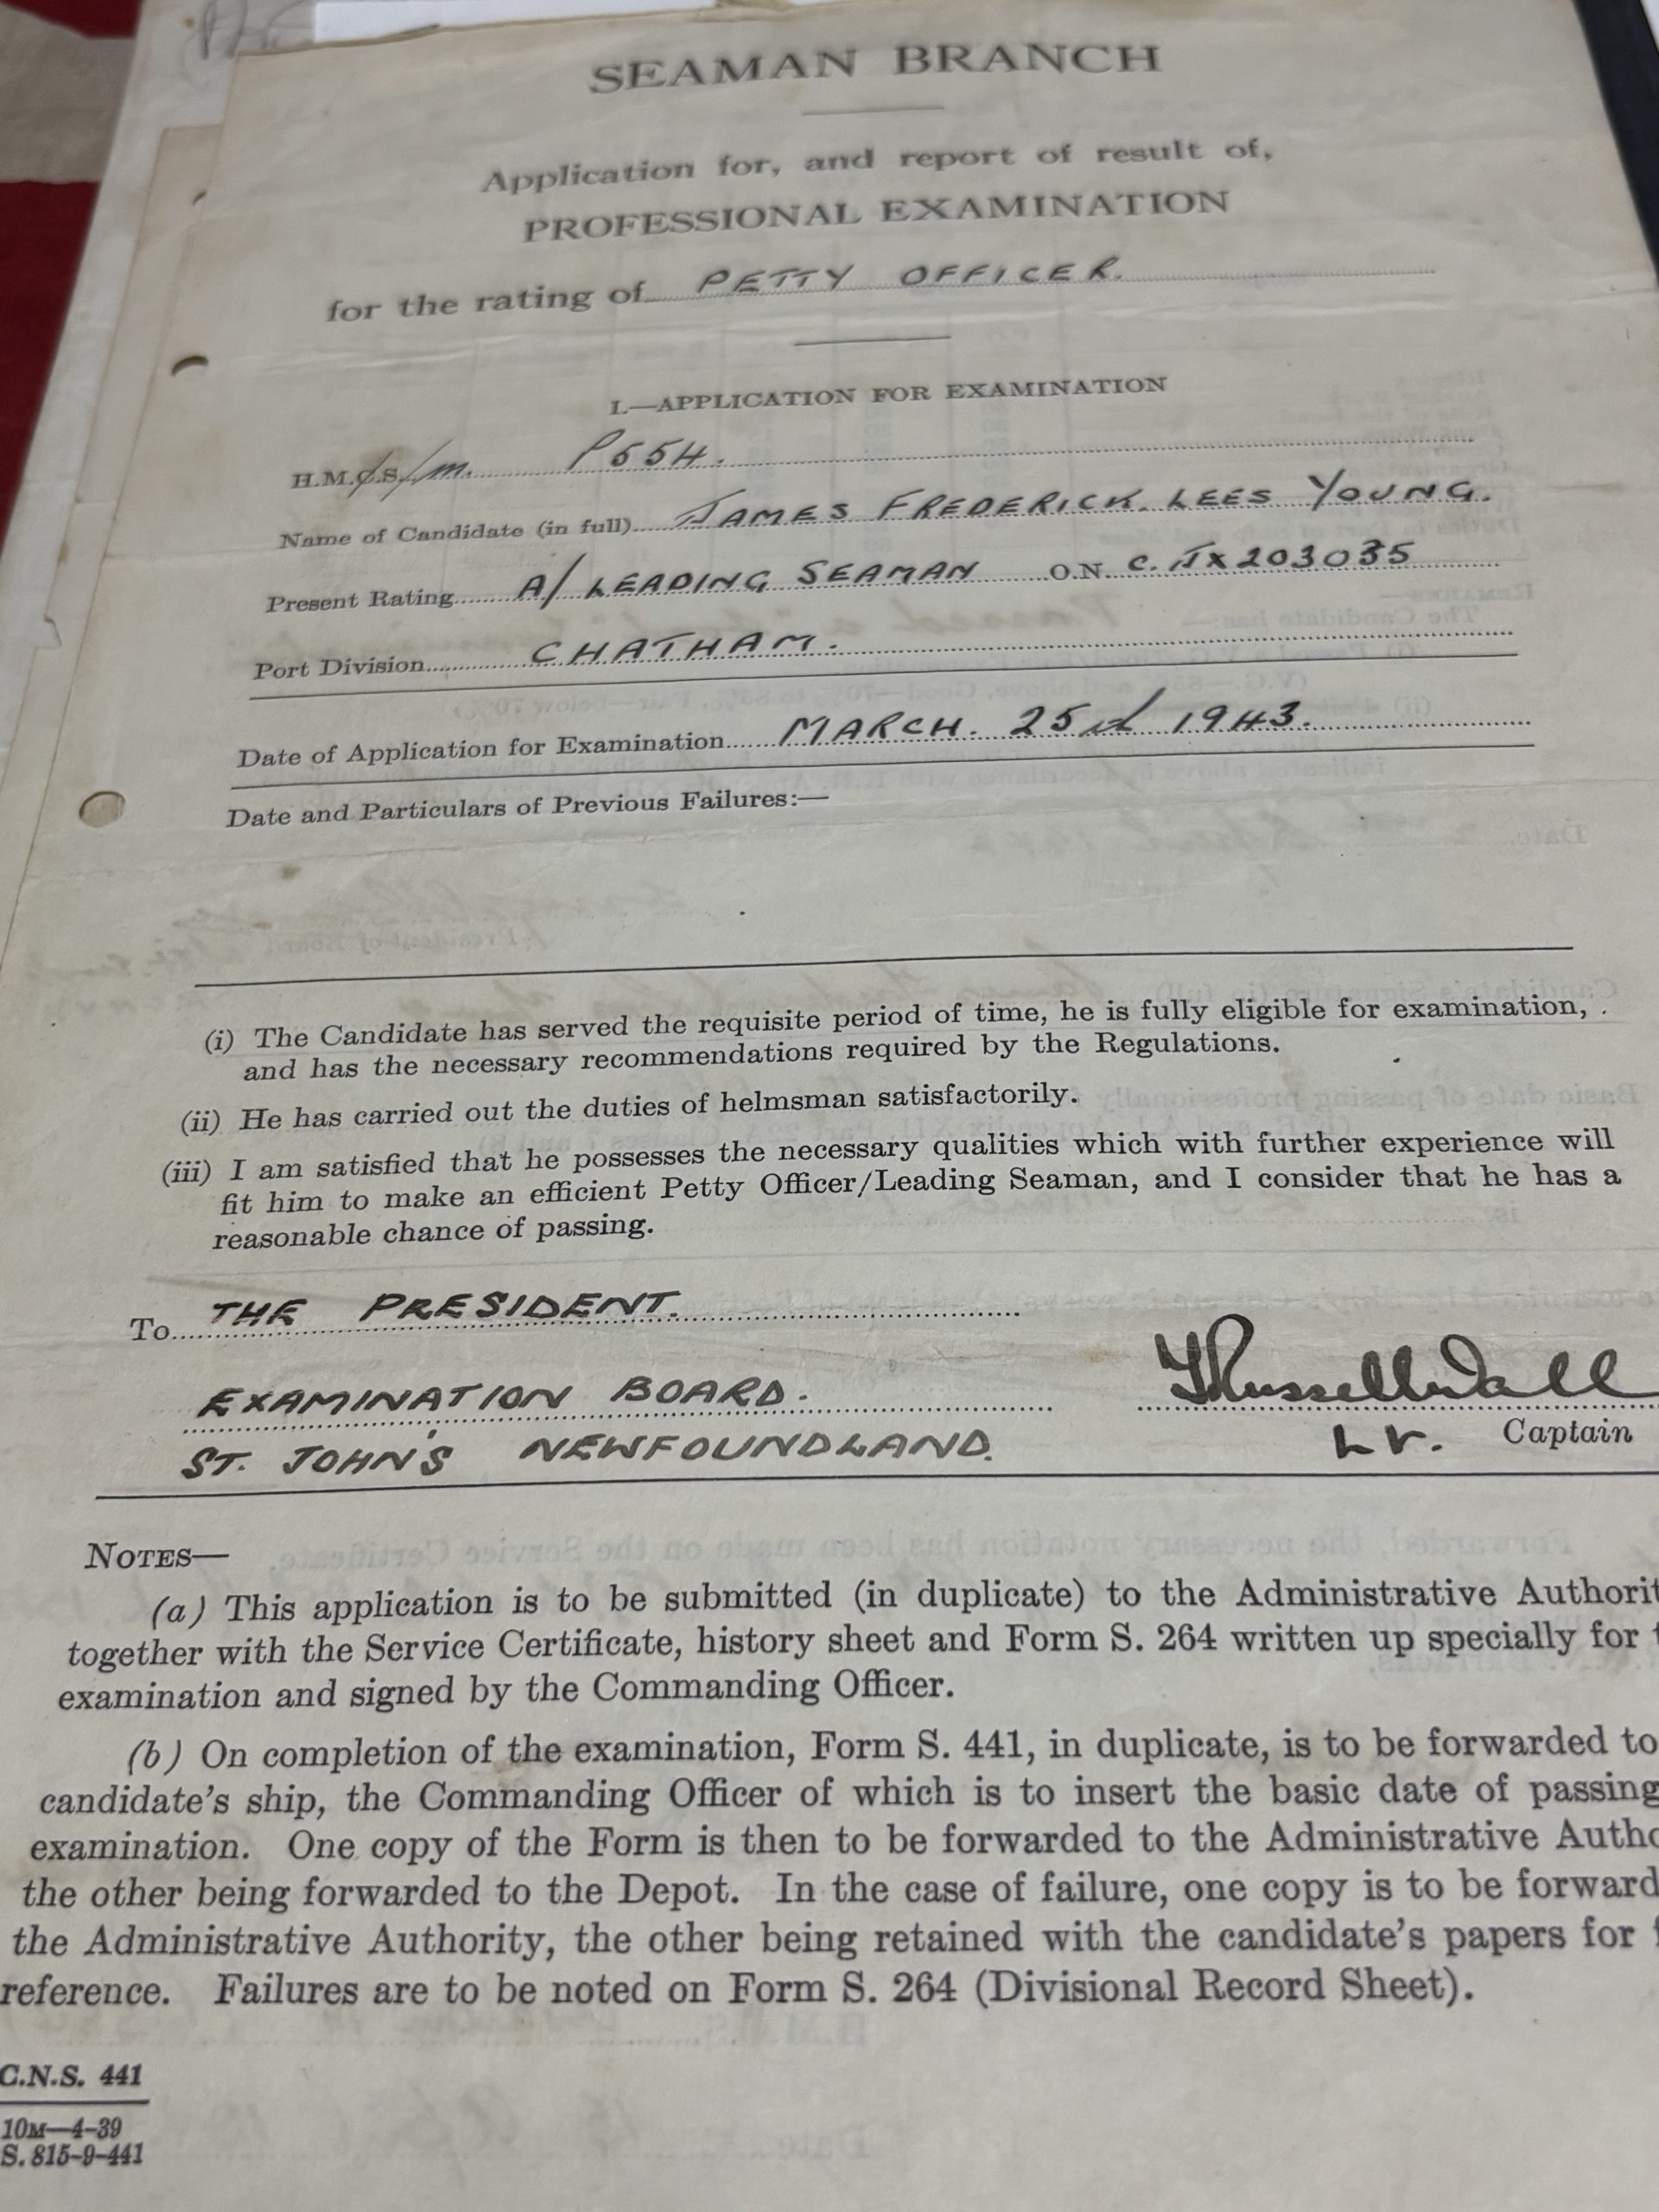 SEAMAN BRANCH
Application for, and report of result of,
PROFESSIONAL EXAMINATION
for the rating of PETTY OFFICER.
I.—APPLICATION FOR EXAMINATION
H.M.C.S./m. P554.
Name of Candidate (in full) JAMES FREDERICK. LEES YOUNG.
Present Rating A/ LEADING SEAMAN O.N. C. JX203035
Port Division CHATHAM.
Date of Application for Examination MARCH. 25th 1943.
Date and Particulars of Previous Failures:—
(i) The Candidate has served the requisite period of time, he is fully eligible for examination,
and has the necessary recommendations required by the Regulations.
(ii) He has carried out the duties of helmsman satisfactorily.
(iii) I am satisfied that he possesses the necessary qualities which with further experience will
fit him to make an efficient Petty Officer/Leading Seaman, and I consider that he has a
reasonable chance of passing.
To THE PRESIDENT.
EXAMINATION BOARD.
ST. JOHN'S NEWFOUNDLAND.
Lt. Captain
NOTES—
(a) This application is to be submitted (in duplicate) to the Administrative Authorit
together with the Service Certificate, history sheet and Form S. 264 written up specially for
examination and signed by the Commanding Officer.
(b) On completion of the examination, Form S. 441, in duplicate, is to be forwarded to
candidate's ship, the Commanding Officer of which is to insert the basic date of passing
examination. One copy of the Form is then to be forwarded to the Administrative Autho
the other being forwarded to the Depot. In the case of failure, one copy is to be forward
the Administrative Authority, the other being retained with the candidate's papers for
reference. Failures are to be noted on Form S. 264 (Divisional Record Sheet).
C.N.S. 441
10M—4-39
S. 815-9-441